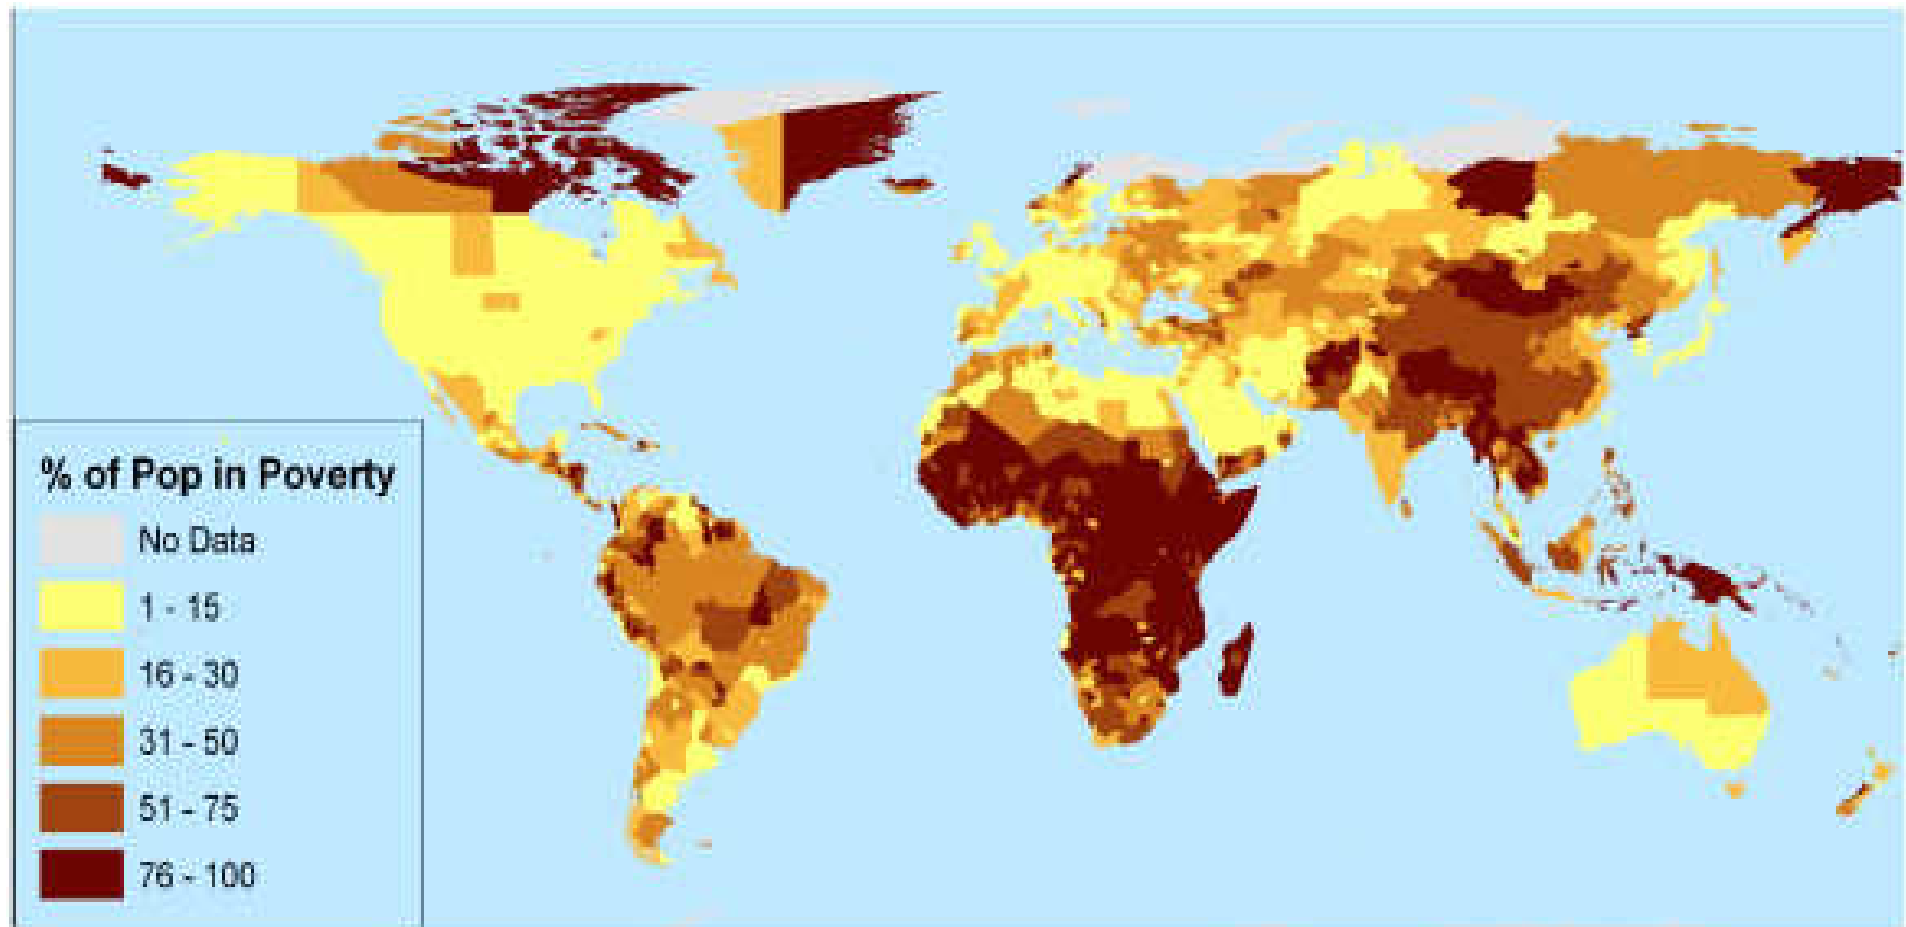 % of Pop in Poverty
No Data
1 - 15
16 - 30
31 - 50
51 - 75
76 - 100